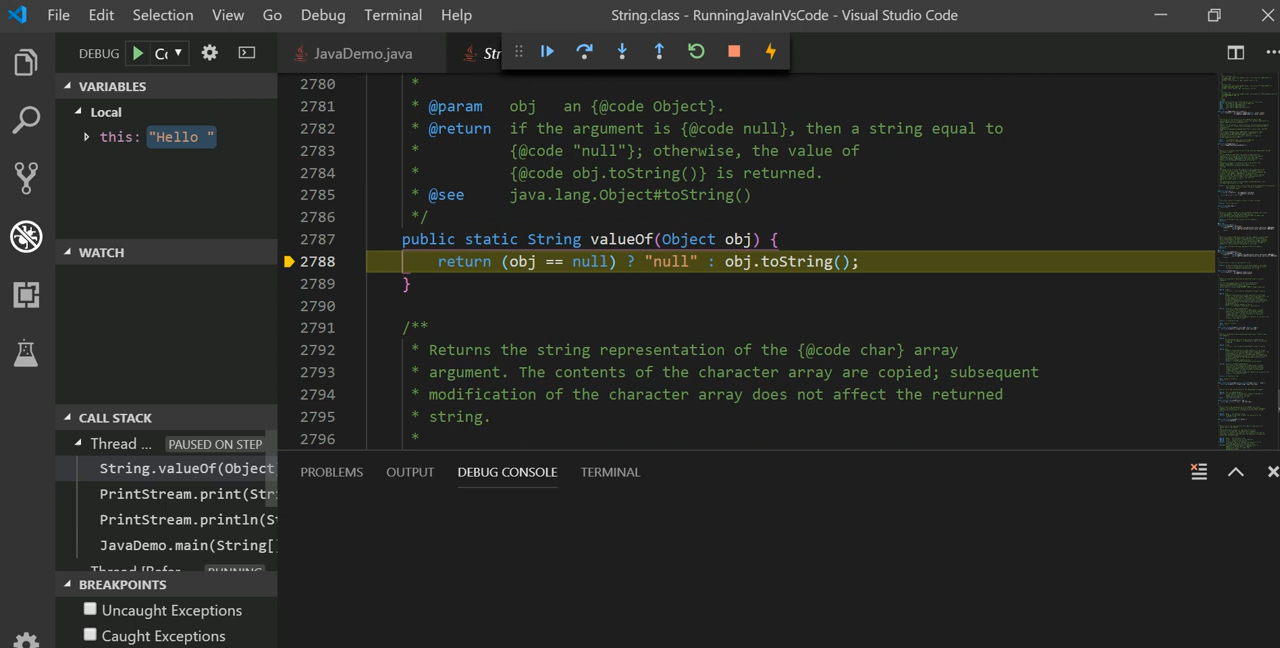 File Edit Selection View Go Debug Terminal Help String.class - RunningJavaInVsCode - Visual Studio Code
DEBUG
JavaDemo.java
VARIABLES
Local
this: "Hello "
WATCH
CALL STACK
Thread ... PAUSED ON STEP
String.valueOf(Object
PrintStream.print(Str
PrintStream.println(St
JavaDemo.main(String[]
BREAKPOINTS
Uncaught Exceptions
Caught Exceptions
2780 *
2781 * @param obj an {@code Object}.
2782 * @return if the argument is {@code null}, then a string equal to
2783 * {@code "null"}; otherwise, the value of
2784 * {@code obj.toString()} is returned.
2785 * @see java.lang.Object#toString()
2786 */
2787 public static String valueOf(Object obj) {
2788 return (obj == null) ? "null" : obj.toString();
2789 }
2790
2791 /**
2792 * Returns the string representation of the {@code char} array
2793 * argument. The contents of the character array are copied; subsequent
2794 * modification of the character array does not affect the returned
2795 * string.
2796 *
PROBLEMS OUTPUT DEBUG CONSOLE TERMINAL